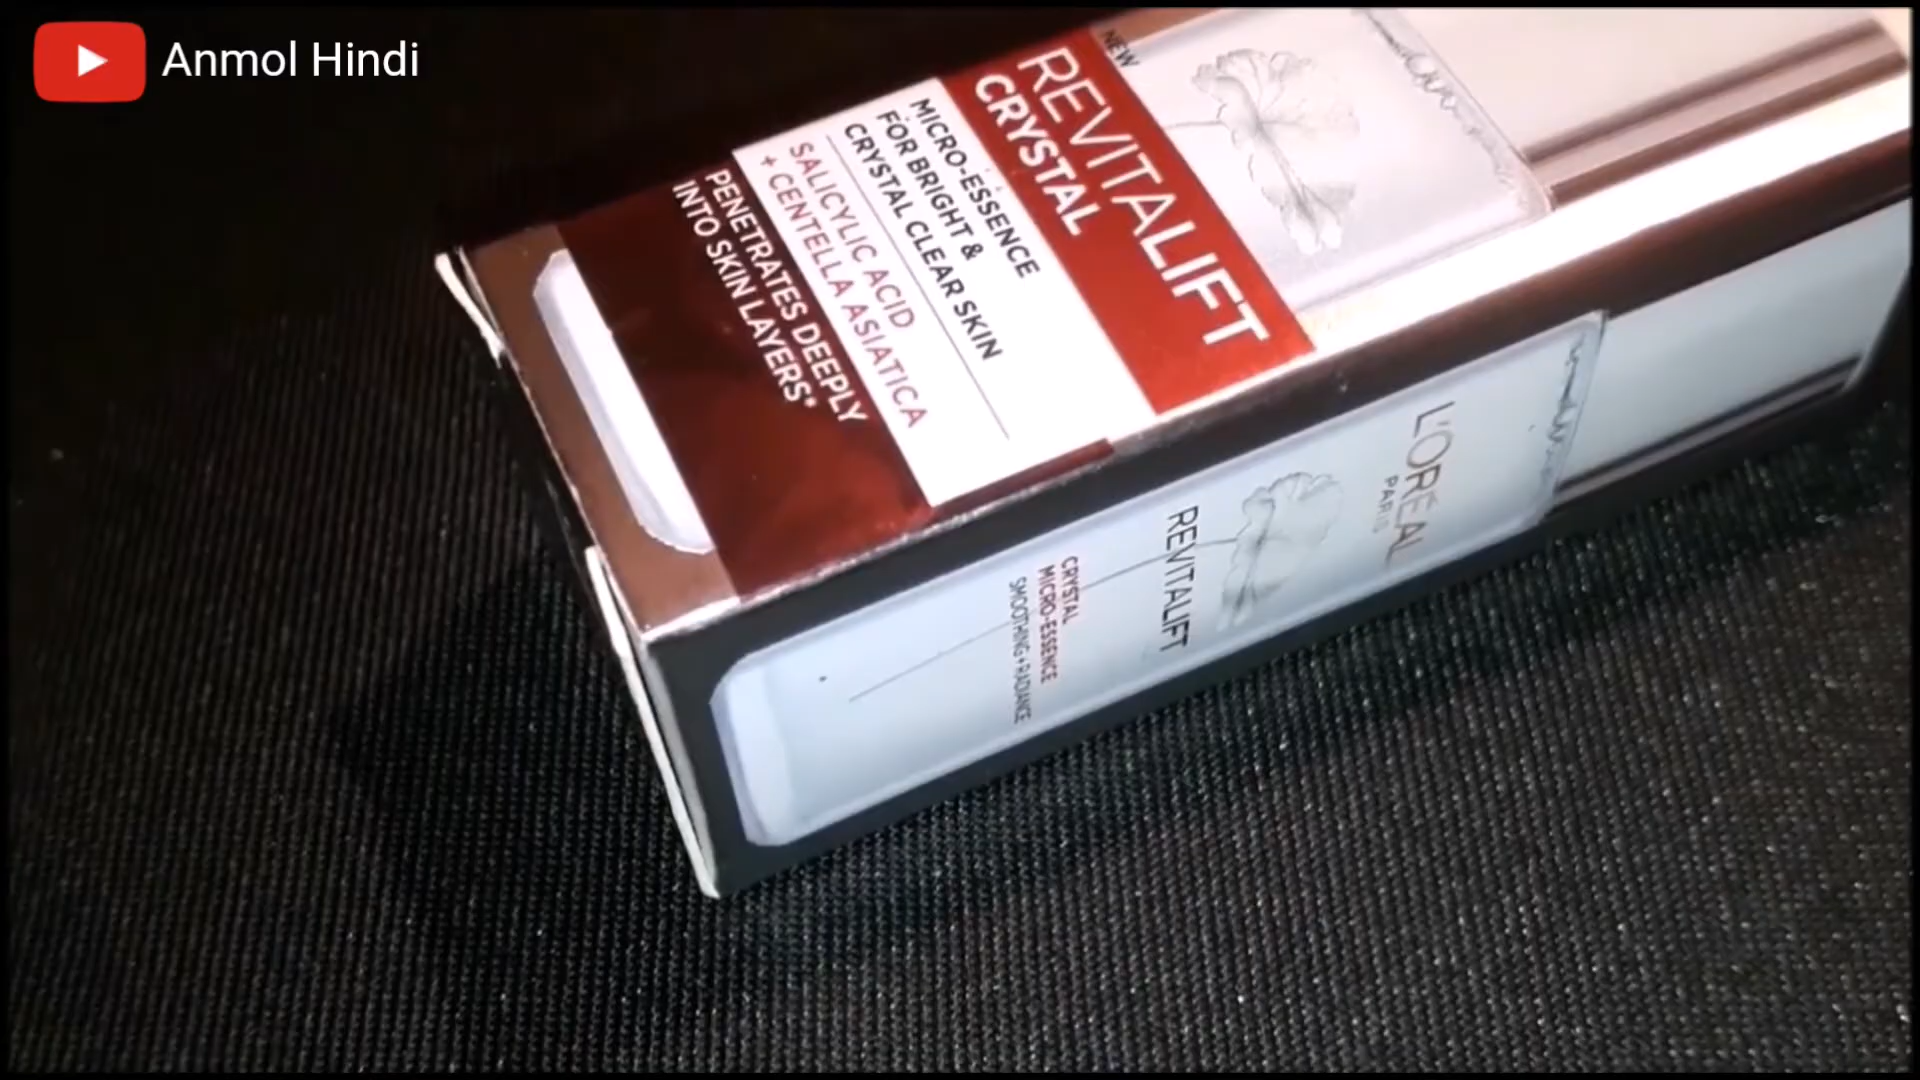 Anmol Hindi
NEW
REVITALIFT
CRYSTAL
MICRO-ESSENCE
FOR BRIGHT &
CRYSTAL CLEAR SKIN
SALICYLIC ACID
+ CENTELLA ASIATICA
PENETRATES DEEPLY
INTO SKIN LAYERS*
L'ORÉAL
PARIS
REVITALIFT
CRYSTAL
MICRO-ESSENCE
SMOOTHING + RADIANCE